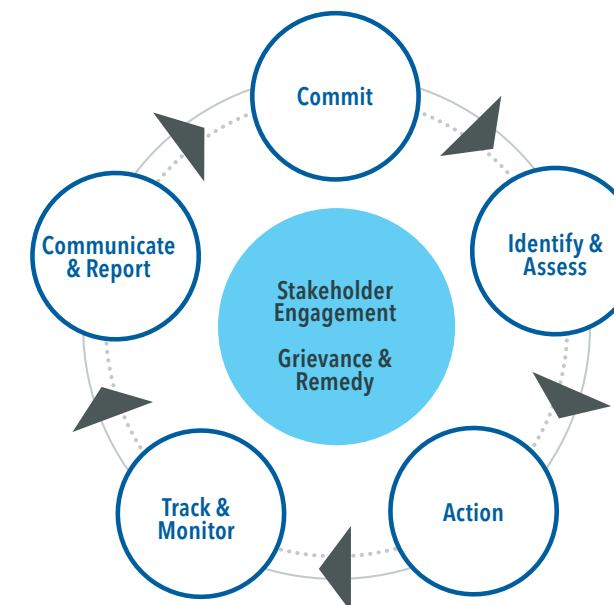 Commit
Identify &
Assess
Action
Track &
Monitor
Communicate
& Report
Stakeholder
Engagement
Grievance &
Remedy